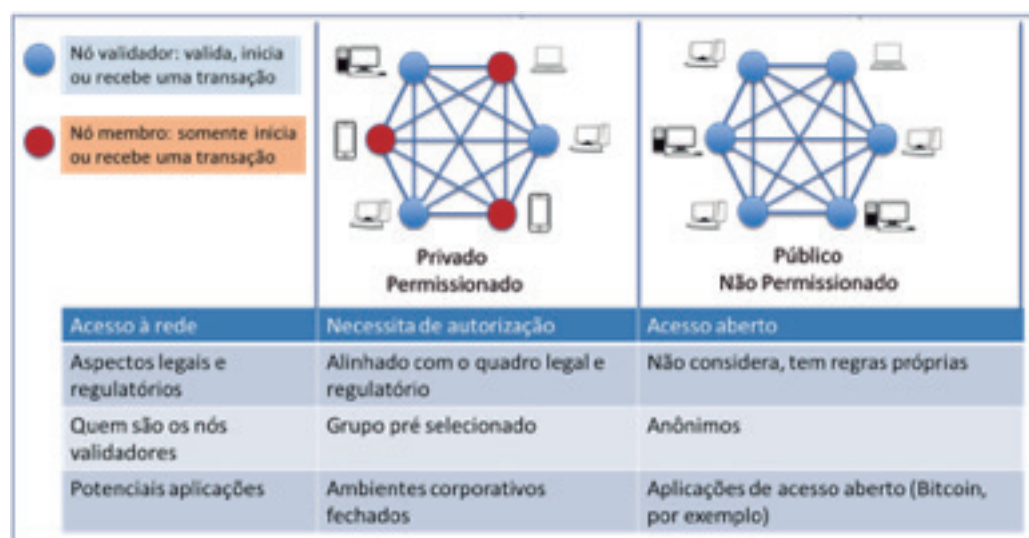 Nó validador: valida, inicia
ou recebe uma transação
Nó membro: somente inicia
ou recebe uma transação
Privado
Permissionado
Público
Não Permissionado
Acesso à rede
Necessita de autorização
Acesso aberto
Aspectos legais e
regulatórios
Alinhado com o quadro legal e
regulatório
Não considera, tem regras próprias
Quem são os nós
validadores
Grupo pré selecionado
Anônimos
Potenciais aplicações
Ambientes corporativos
fechados
Aplicações de acesso aberto (Bitcoin,
por exemplo)